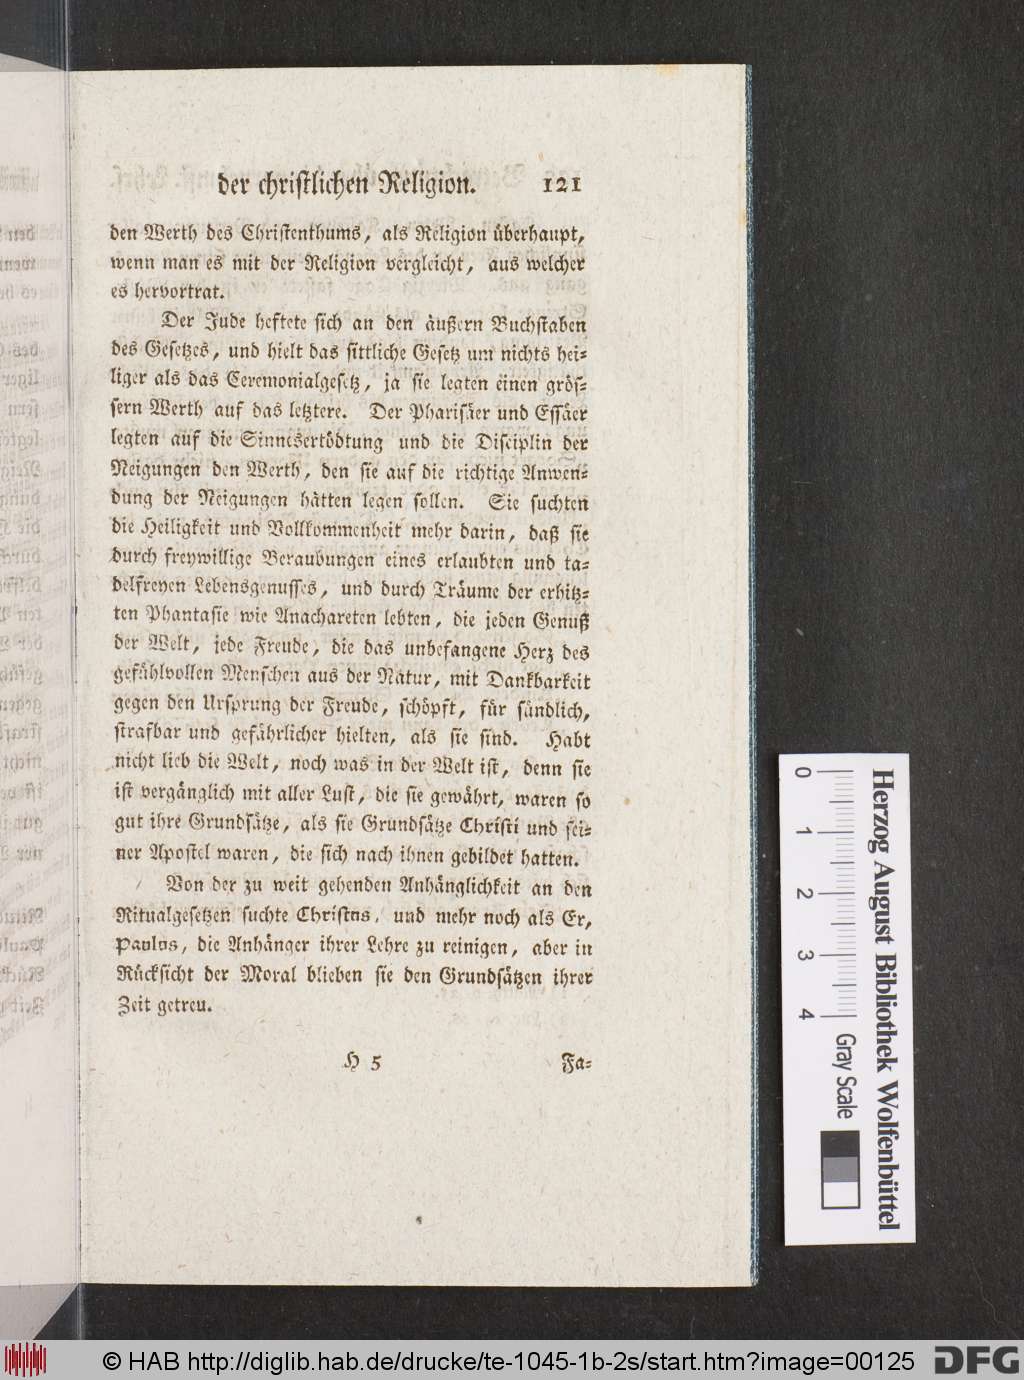 der christlichen Religion. 121
den Werth des Christenthums, als Religion überhaupt,
wenn man es mit der Religion vergleicht, aus welcher
es hervortrat.
Der Jude heftete sich an den äußern Buchstaben
des Gesetzes, und hielt das sittliche Gesetz um nichts hei-
liger als das Ceremonialgesetz, ja sie legten einen grös-
sern Werth auf das letztere. Der Pharisäer und Essäer
legten auf die Sinnesertödtung und die Disciplin der
Neigungen den Werth, den sie auf die richtige Anwen-
dung der Neigungen hätten legen sollen. Sie suchten
die Heiligkeit und Vollkommenheit mehr darin, daß sie
durch freywillige Beraubungen eines erlaubten und ta-
delfreyen Lebensgenusses, und durch Träume der erhitz-
ten Phantasie wie Anachareten lebten, die jeden Genuß
der Welt, jede Freude, die das unbefangene Herz des
gefühlvollen Menschen aus der Natur, mit Dankbarkeit
gegen den Ursprung der Freude, schöpft, für sündlich,
strafbar und gefährlicher hielten, als sie sind. Habt
nicht lieb die Welt, noch was in der Welt ist, denn sie
ist vergänglich mit aller Lust, die sie gewährt, waren so
gut ihre Grundsätze, als sie Grundsätze Christi und sei-
ner Apostel waren, die sich nach ihnen gebildet hatten.
Von der zu weit gehenden Anhänglichkeit an den
Ritualgesetzen suchte Christus, und mehr noch als Er,
Paulus, die Anhänger ihrer Lehre zu reinigen, aber in
Rücksicht der Moral blieben sie den Grundsätzen ihrer
Zeit getreu.
H 5 Fa-
0 1 2 3 4 Gray Scale
Herzog August Bibliothek Wolfenbüttel
© HAB http://diglib.hab.de/drucke/te-1045-1b-2s/start.htm?image=00125 DFG